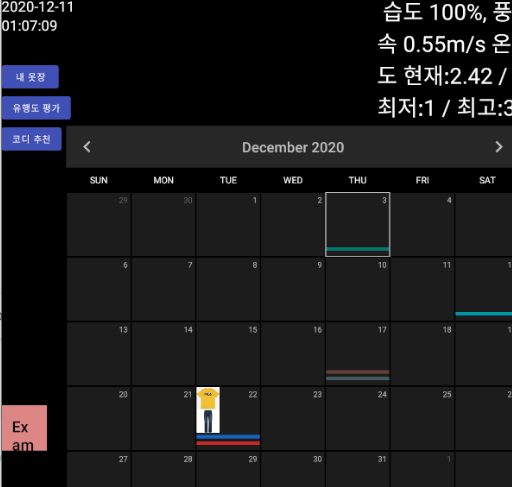 2020-12-11
01:07:09
습도 100%, 풍
속 0.55m/s 온
도 현재:2.42 /
최저:1 / 최고:3
내 옷장
유행도 평가
코디 추천
December 2020
SUN MON TUE WED THU FRI SAT
29 30 1 2 3 4
6 7 8 9 10 11 1
13 14 15 16 17 18 1
20 21 22 23 24 25 2
27 28 29 30 31 1
Ex
am